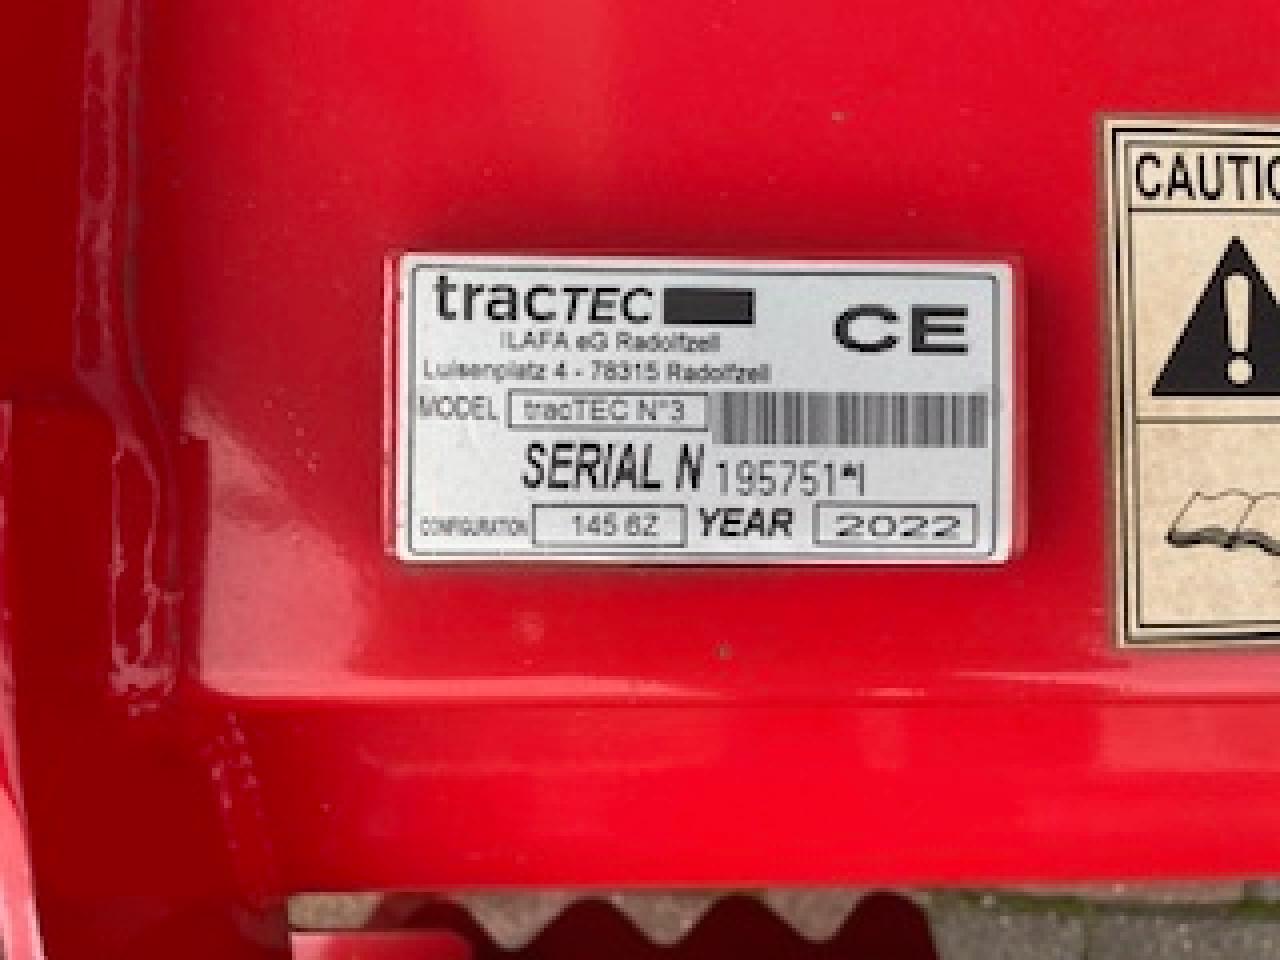 tracTEC
CE
ILAFA eG Radolfzell
Luisenplatz 4 - 78315 Radolfzell
MODEL tracTEC N°3
SERIAL N 195751*I
CONFIGURATION 145 6Z YEAR 2022
CAUTIO